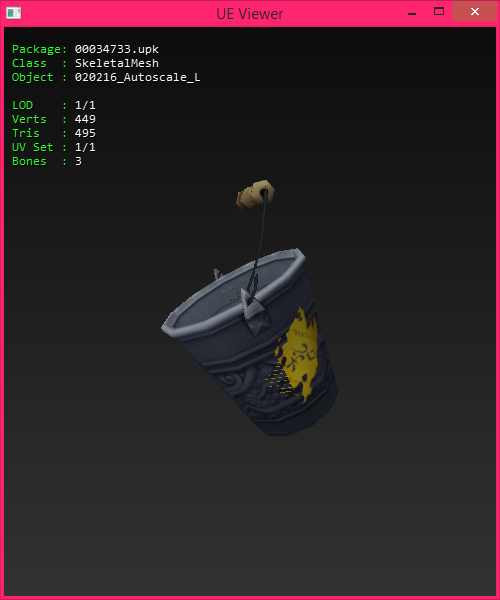 UE Viewer
Package: 00034733.upk
Class : SkeletalMesh
Object : 020216_Autoscale_L
LOD : 1/1
Verts : 449
Tris : 495
UV Set : 1/1
Bones : 3